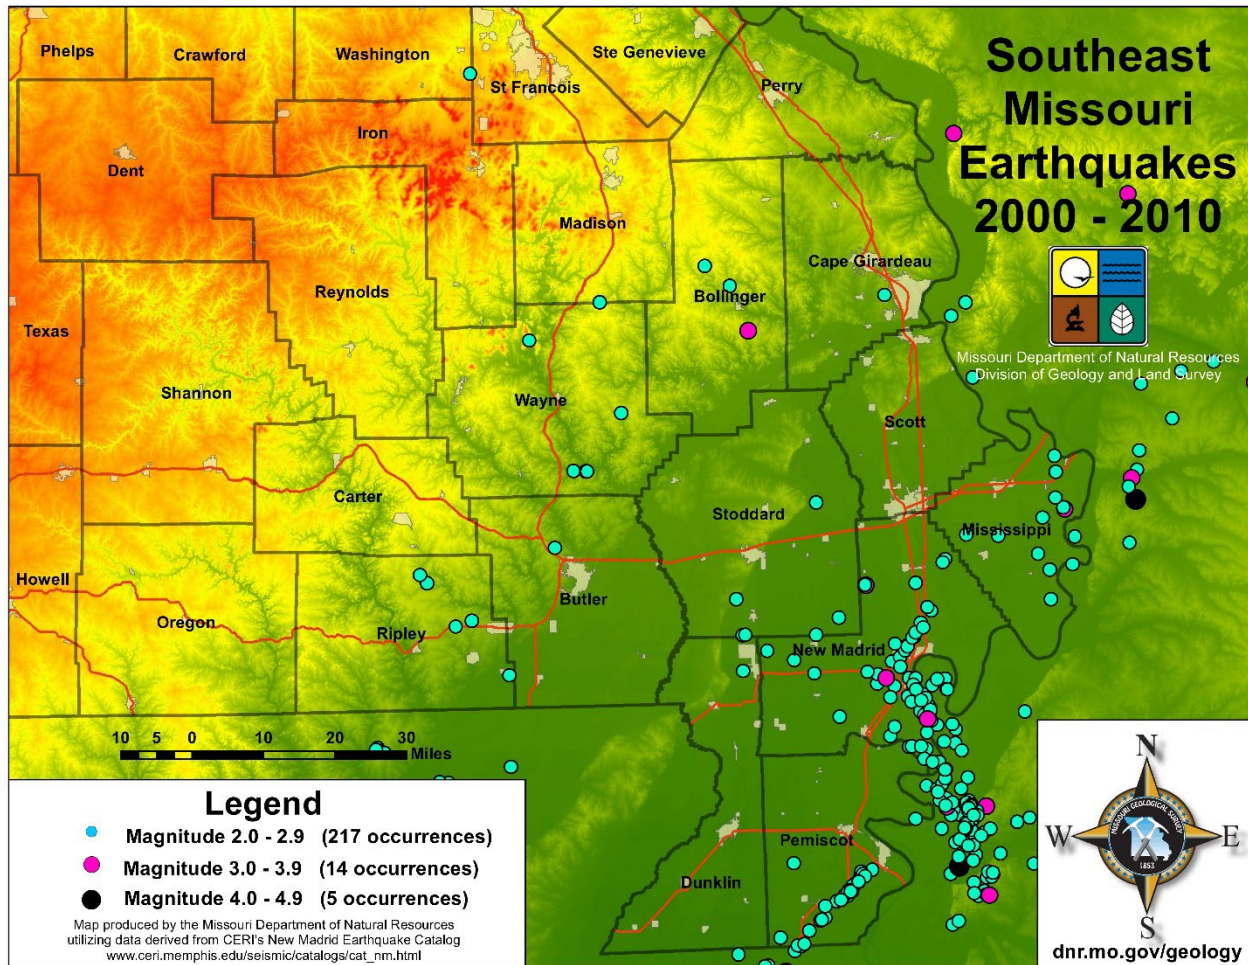 Southeast
Missouri
Earthquakes
2000 - 2010
Missouri Department of Natural Resources
Division of Geology and Land Survey
Phelps
Crawford
Washington
Ste Genevieve
St Francois
Perry
Iron
Dent
Madison
Cape Girardeau
Reynolds
Bollinger
Texas
Shannon
Wayne
Scott
Carter
Stoddard
Mississippi
Howell
Butler
Oregon
Ripley
New Madrid
10 5 0 10 20 30
Miles
Pemiscot
Dunklin
Legend
Magnitude 2.0 - 2.9 (217 occurrences)
Magnitude 3.0 - 3.9 (14 occurrences)
Magnitude 4.0 - 4.9 (5 occurrences)
Map produced by the Missouri Department of Natural Resources
utilizing data derived from CERI's New Madrid Earthquake Catalog
www.ceri.memphis.edu/seismic/catalogs/cat_nm.html
N
W
E
S
MISSOURI GEOLOGICAL SURVEY
1853
dnr.mo.gov/geology